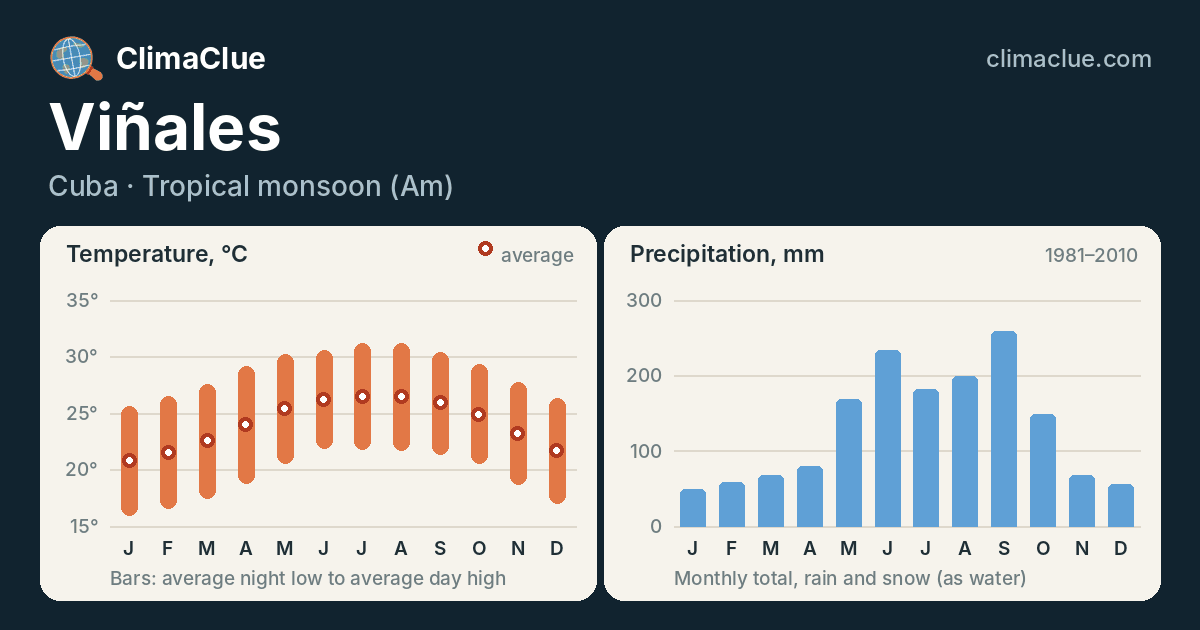 ClimaClue
climaclue.com
Viñales
Cuba · Tropical monsoon (Am)
Temperature, °C
average
35°
30°
25°
20°
15°
J F M A M J J A S O N D
Bars: average night low to average day high
Precipitation, mm
1981–2010
300
200
100
0
J F M A M J J A S O N D
Monthly total, rain and snow (as water)